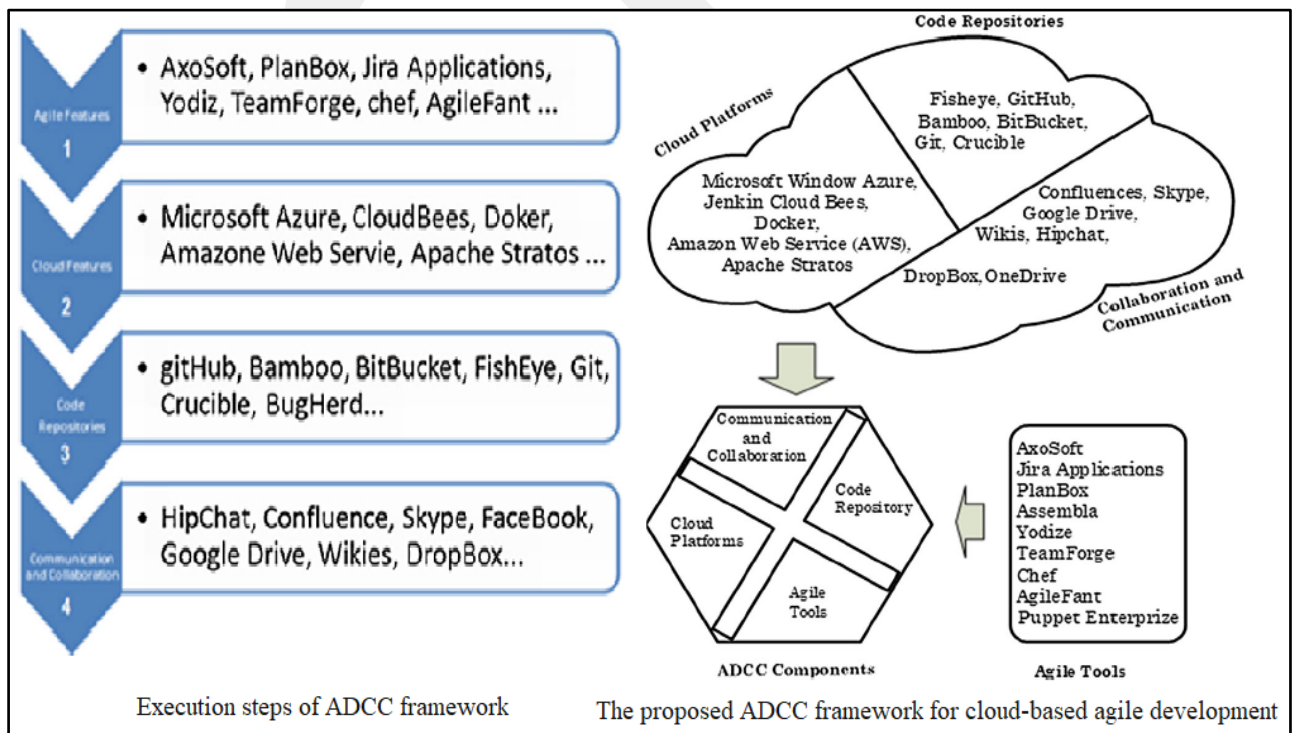 Agile Features
1
• AxoSoft, PlanBox, Jira Applications,
Yodiz, TeamForge, chef, AgileFant ...
Cloud Features
2
• Microsoft Azure, CloudBees, Doker,
Amazone Web Servie, Apache Stratos ...
Code
Repositories
3
• gitHub, Bamboo, BitBucket, FishEye, Git,
Crucible, BugHerd...
Communication
and Collaboration
4
• HipChat, Confluence, Skype, FaceBook,
Google Drive, Wikies, DropBox...
Execution steps of ADCC framework
Code Repositories
Cloud Platforms
Fisheye, GitHub,
Bamboo, BitBucket,
Git, Crucible
Microsoft Window Azure,
Jenkin Cloud Bees,
Docker,
Amazon Web Service (AWS),
Apache Stratos
Confluences, Skype,
Google Drive,
Wikis, Hipchat,
DropBox, OneDrive
Collaboration and
Communication
Communication
and
Collaboration
Code
Repository
Cloud
Platforms
Agile
Tools
ADCC Components
AxoSoft
Jira Applications
PlanBox
Assembla
Yodize
TeamForge
Chef
AgileFant
Puppet Enterprize
Agile Tools
The proposed ADCC framework for cloud-based agile development